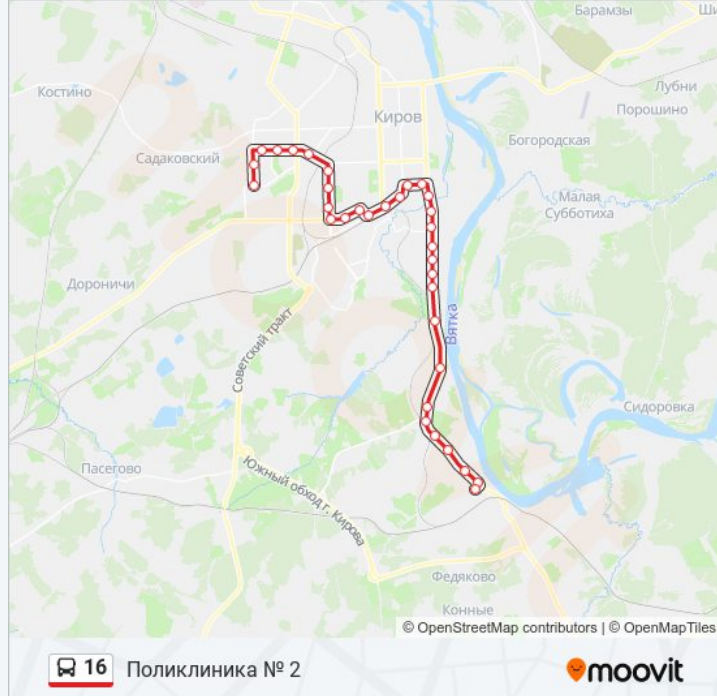 Барамзы
Костино
Лубни
Порошино
Киров
Богородская
Садаковский
Малая
Субботиха
Дороничи
Вятка
Советский тракт
Сидоровка
Пасегово
Южный обход г. Кирова
Федяково
Конные
© OpenStreetMap contributors | © OpenMapTiles
16 Поликлиника № 2
moovit